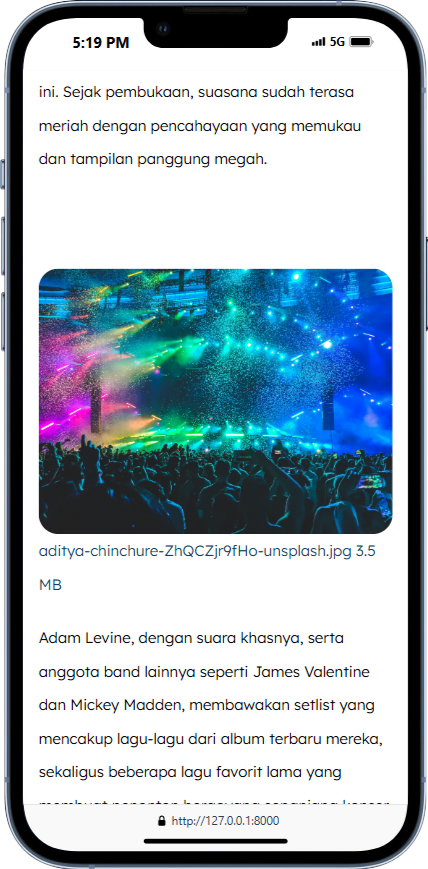 5:19 PM
5G
ini. Sejak pembukaan, suasana sudah terasa
meriah dengan pencahayaan yang memukau
dan tampilan panggung megah.
aditya-chinchure-ZhQCZjr9fHo-unsplash.jpg 3.5
MB
Adam Levine, dengan suara khasnya, serta
anggota band lainnya seperti James Valentine
dan Mickey Madden, membawakan setlist yang
mencakup lagu-lagu dari album terbaru mereka,
sekaligus beberapa lagu favorit lama yang
http://127.0.0.1:8000